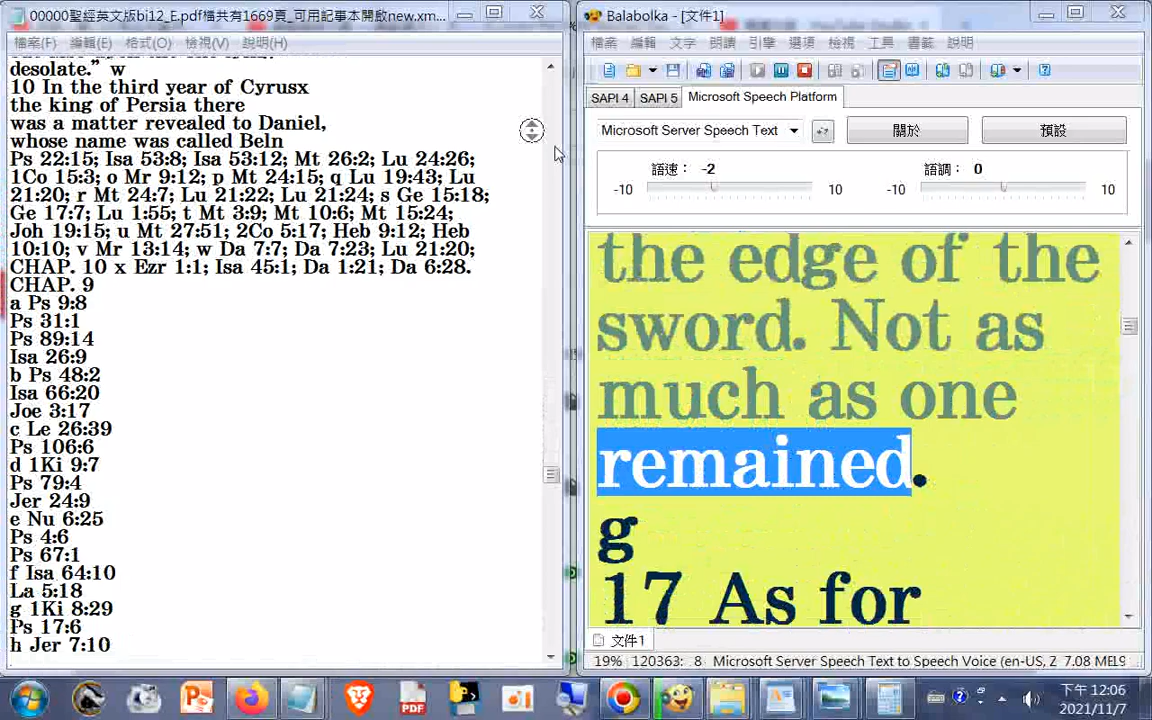 00000聖經英文版bi12_E.pdf檔共有1669頁_可用記事本開啟new.xm...
檔案(F) 編輯(E) 格式(O) 檢視(V) 說明(H)
desolate.” w
10 In the third year of Cyrusx
the king of Persia there
was a matter revealed to Daniel,
whose name was called Beln
Ps 22:15; Isa 53:8; Isa 53:12; Mt 26:2; Lu 24:26;
1Co 15:3; o Mr 9:12; p Mt 24:15; q Lu 19:43; Lu
21:20; r Mt 24:7; Lu 21:22; Lu 21:24; s Ge 15:18;
Ge 17:7; Lu 1:55; t Mt 3:9; Mt 10:6; Mt 15:24;
Joh 19:15; u Mt 27:51; 2Co 5:17; Heb 9:12; Heb
10:10; v Mr 13:14; w Da 7:7; Da 7:23; Lu 21:20;
CHAP. 10 x Ezr 1:1; Isa 45:1; Da 1:21; Da 6:28.
CHAP. 9
a Ps 9:8
Ps 31:1
Ps 89:14
Isa 26:9
b Ps 48:2
Isa 66:20
Joe 3:17
c Le 26:39
Ps 106:6
d 1Ki 9:7
Ps 79:4
Jer 24:9
e Nu 6:25
Ps 4:6
Ps 67:1
f Isa 64:10
La 5:18
g 1Ki 8:29
Ps 17:6
h Jer 7:10
Balabolka - [文件1]
檔案 編輯 文字 朗讀 引擎 選項 檢視 工具 書籤 說明
SAPI 4 SAPI 5 Microsoft Speech Platform
Microsoft Server Speech Text 關於 預設
語速： -2 語調： 0
-10 10 -10 10
the edge of the
sword. Not as
much as one
remained.
g
17 As for
文件1
19% 120363: 8 Microsoft Server Speech Text to Speech Voice (en-US, Z 7.08 ME
下午 12:06
2021/11/7